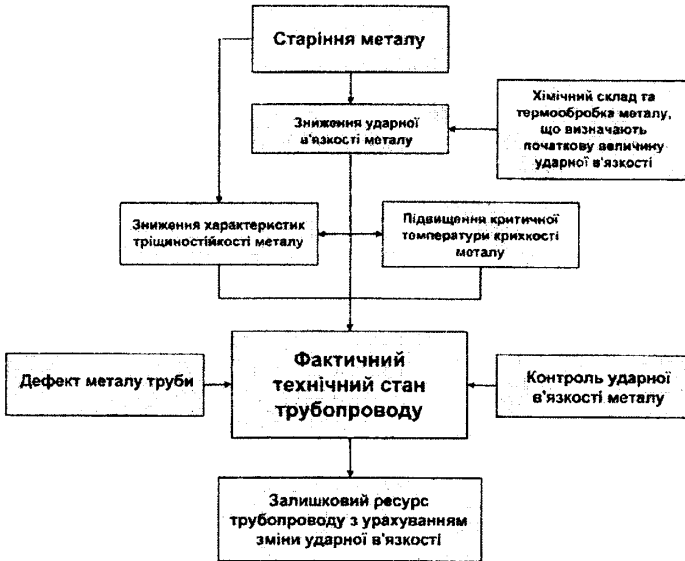 Старіння металу
Зниження ударної
в'язкості металу
Хімічний склад та
термообробка металу,
що визначають
початкову величину
ударної в'язкості
Зниження характеристик
тріщиностійкості металу
Підвищення критичної
температури крихкості
металу
Дефект металу труби
Фактичний
технічний стан
трубопроводу
Контроль ударної
в'язкості металу
Залишковий ресурс
трубопроводу з урахуванням
зміни ударної в'язкості